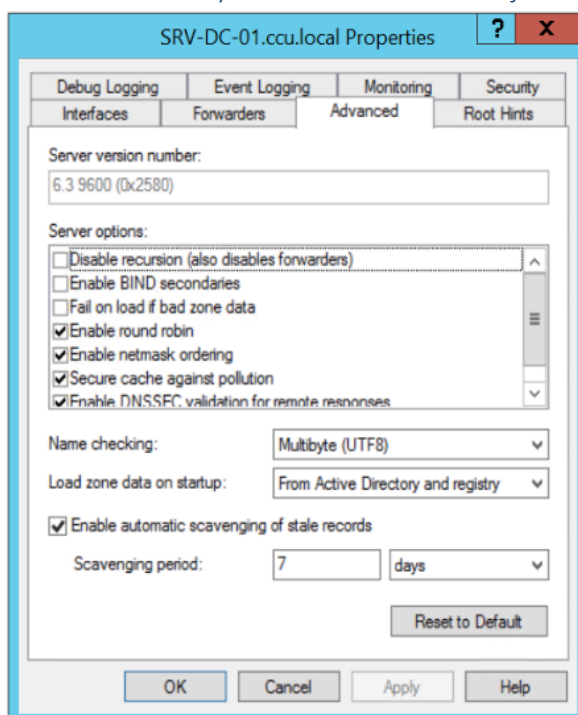 SRV-DC-01.ccu.local Properties
? X
Debug Logging Event Logging Monitoring Security
Interfaces Forwarders Advanced Root Hints
Server version number:
6.3 9600 (0x2580)
Server options:
Disable recursion (also disables forwarders)
Enable BIND secondaries
Fail on load if bad zone data
Enable round robin
Enable netmask ordering
Secure cache against pollution
Enable DNSSEC validation for remote responses
Name checking: Multibyte (UTF8)
Load zone data on startup: From Active Directory and registry
Enable automatic scavenging of stale records
Scavenging period: 7 days
Reset to Default
OK Cancel Apply Help